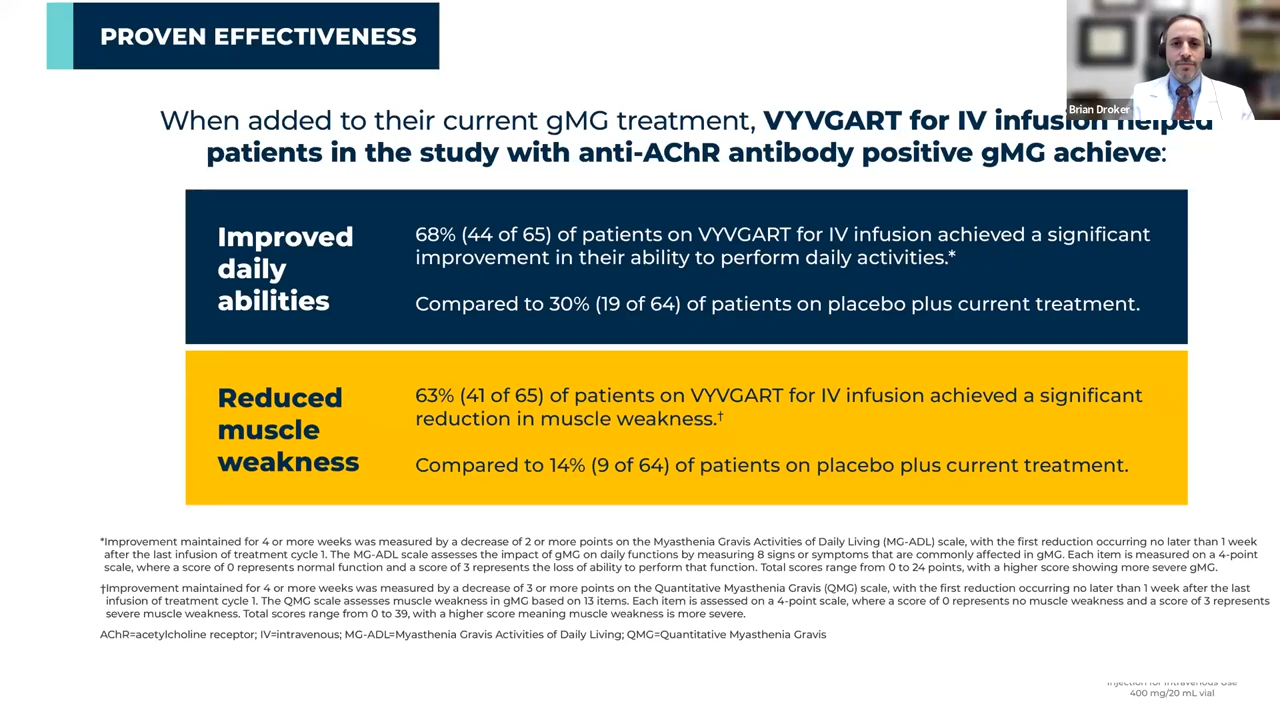 PROVEN EFFECTIVENESS
Brian Droker
When added to their current gMG treatment, VYVGART for IV infusion helped
patients in the study with anti-AChR antibody positive gMG achieve:
Improved
daily
abilities
68% (44 of 65) of patients on VYVGART for IV infusion achieved a significant
improvement in their ability to perform daily activities.*
Compared to 30% (19 of 64) of patients on placebo plus current treatment.
Reduced
muscle
weakness
63% (41 of 65) of patients on VYVGART for IV infusion achieved a significant
reduction in muscle weakness.†
Compared to 14% (9 of 64) of patients on placebo plus current treatment.
*Improvement maintained for 4 or more weeks was measured by a decrease of 2 or more points on the Myasthenia Gravis Activities of Daily Living (MG-ADL) scale, with the first reduction occurring no later than 1 week
after the last infusion of treatment cycle 1. The MG-ADL scale assesses the impact of gMG on daily functions by measuring 8 signs or symptoms that are commonly affected in gMG. Each item is measured on a 4-point
scale, where a score of 0 represents normal function and a score of 3 represents the loss of ability to perform that function. Total scores range from 0 to 24 points, with a higher score showing more severe gMG.
†Improvement maintained for 4 or more weeks was measured by a decrease of 3 or more points on the Quantitative Myasthenia Gravis (QMG) scale, with the first reduction occurring no later than 1 week after the last
infusion of treatment cycle 1. The QMG scale assesses muscle weakness in gMG based on 13 items. Each item is assessed on a 4-point scale, where a score of 0 represents no muscle weakness and a score of 3 represents
severe muscle weakness. Total scores range from 0 to 39, with a higher score meaning muscle weakness is more severe.
AChR=acetylcholine receptor; IV=intravenous; MG-ADL=Myasthenia Gravis Activities of Daily Living; QMG=Quantitative Myasthenia Gravis
Injection for Intravenous Use
400 mg/20 mL vial